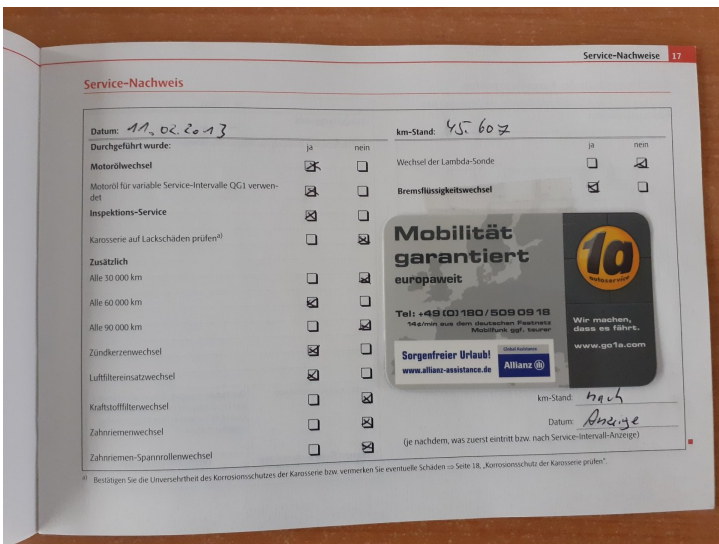 Service-Nachweise 17
Service-Nachweis
Datum: 11.02.2013
km-Stand: 45.607
Durchgeführt wurde:
ja nein
Motorölwechsel
Motoröl für variable Service-Intervalle QG1 verwen-
det
Inspektions-Service
Karosserie auf Lackschäden prüfen a)
Zusätzlich
Alle 30 000 km
Alle 60 000 km
Alle 90 000 km
Zündkerzenwechsel
Luftfiltereinsatzwechsel
Kraftstofffilterwechsel
Zahnriemenwechsel
Zahnriemen-Spannrollenwechsel
ja nein
Wechsel der Lambda-Sonde
Bremsflüssigkeitswechsel
Mobilität
garantiert
europaweit
Tel: +49 (0) 180 / 509 09 18
14¢/min aus dem deutschen Festnetz
Mobilfunk ggf. teurer
Sorgenfreier Urlaub!
www.allianz-assistance.de
Global Assistance
Allianz
1a
autoservice
Wir machen,
dass es fährt.
www.go1a.com
km-Stand: nach
Datum: Anzeige
(je nachdem, was zuerst eintritt bzw. nach Service-Intervall-Anzeige)
a) Bestätigen Sie die Unversehrtheit des Korrosionsschutzes der Karosserie bzw. vermerken Sie eventuelle Schäden ⇒ Seite 18, „Korrosionsschutz der Karosserie prüfen".